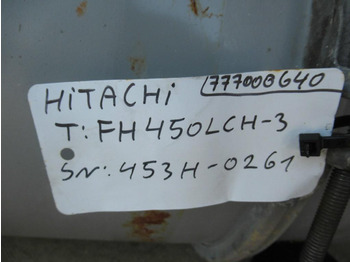 777008640
HiTACHi
T: FH450LCH-3
SN: 453H-0261